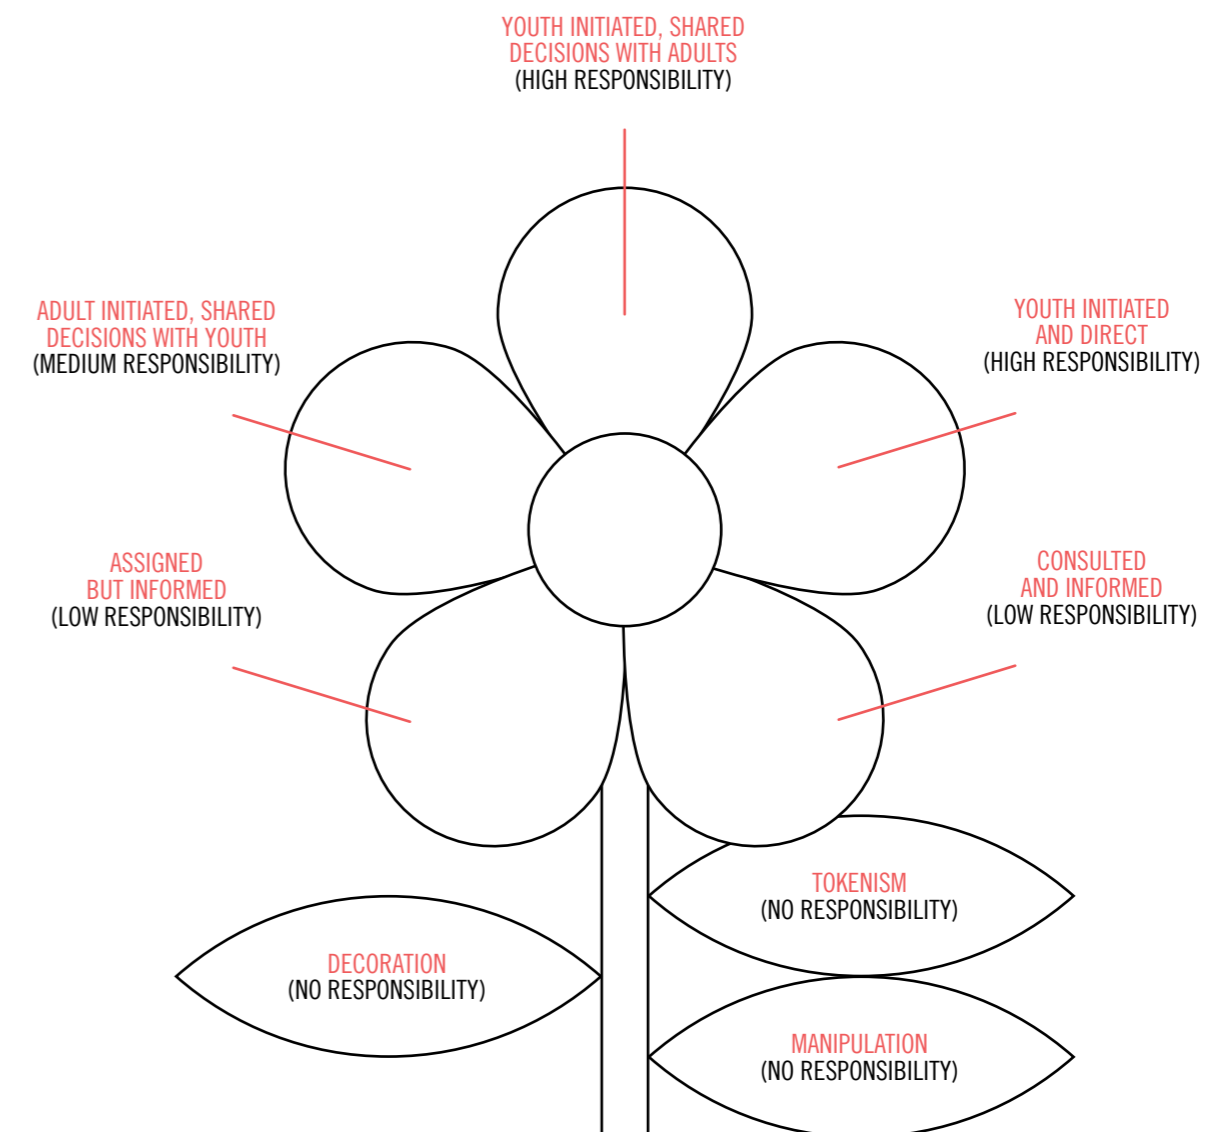 YOUTH INITIATED, SHARED
DECISIONS WITH ADULTS
(HIGH RESPONSIBILITY)
ADULT INITIATED, SHARED
DECISIONS WITH YOUTH
(MEDIUM RESPONSIBILITY)
YOUTH INITIATED
AND DIRECT
(HIGH RESPONSIBILITY)
ASSIGNED
BUT INFORMED
(LOW RESPONSIBILITY)
CONSULTED
AND INFORMED
(LOW RESPONSIBILITY)
TOKENISM
(NO RESPONSIBILITY)
DECORATION
(NO RESPONSIBILITY)
MANIPULATION
(NO RESPONSIBILITY)